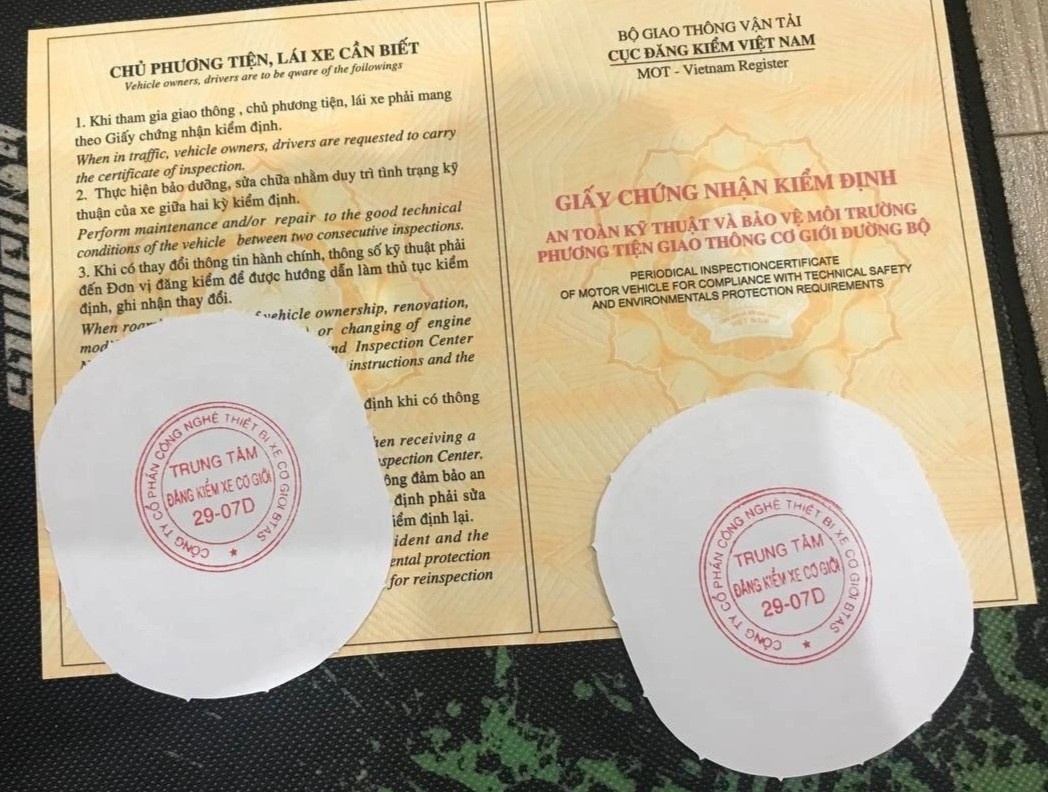 CHỦ PHƯƠNG TIỆN, LÁI XE CẦN BIẾT
Vehicle owners, drivers are to be qware of the followings
1. Khi tham gia giao thông , chủ phương tiện, lái xe phải mang
theo Giấy chứng nhận kiểm định.
When in traffic, vehicle owners, drivers are requested to carry
the certificate of inspection.
2. Thực hiện bảo dưỡng, sửa chữa nhằm duy trì tình trạng kỹ
thuận của xe giữa hai kỳ kiểm định.
Perform maintenance and/or repair to the good technical
conditions of the vehicle between two consecutive inspections.
3. Khi có thay đổi thông tin hành chính, thông số kỹ thuật phải
đến Đơn vị đăng kiểm để được hướng dẫn làm thủ tục kiểm
định, ghi nhận thay đổi.
When vehicle ownership, renovation,
or changing of engine
Inspection Center
instructions and the
định khi có thông
receiving a
Center.
đảm bảo an
định phải sửa
định lại.
and the
protection
for reinspection
CÔNG TY CỔ PHẦN CÔNG NGHỆ THIẾT BỊ XE CƠ GIỚI BTAS
TRUNG TÂM
ĐĂNG KIỂM XE CƠ GIỚI
29-07D
BỘ GIAO THÔNG VẬN TẢI
CỤC ĐĂNG KIỂM VIỆT NAM
MOT - Vietnam Register
GIẤY CHỨNG NHẬN KIỂM ĐỊNH
AN TOÀN KỸ THUẬT VÀ BẢO VỆ MÔI TRƯỜNG
PHƯƠNG TIỆN GIAO THÔNG CƠ GIỚI ĐƯỜNG BỘ
PERIODICAL INSPECTIONCERTIFICATE
OF MOTOR VEHICLE FOR COMPLIANCE WITH TECHNICAL SAFETY
AND ENVIRONMENTALS PROTECTION REQUIREMENTS
CÔNG TY CỔ PHẦN CÔNG NGHỆ THIẾT BỊ XE CƠ GIỚI BTAS
TRUNG TÂM
ĐĂNG KIỂM XE CƠ GIỚI
29-07D